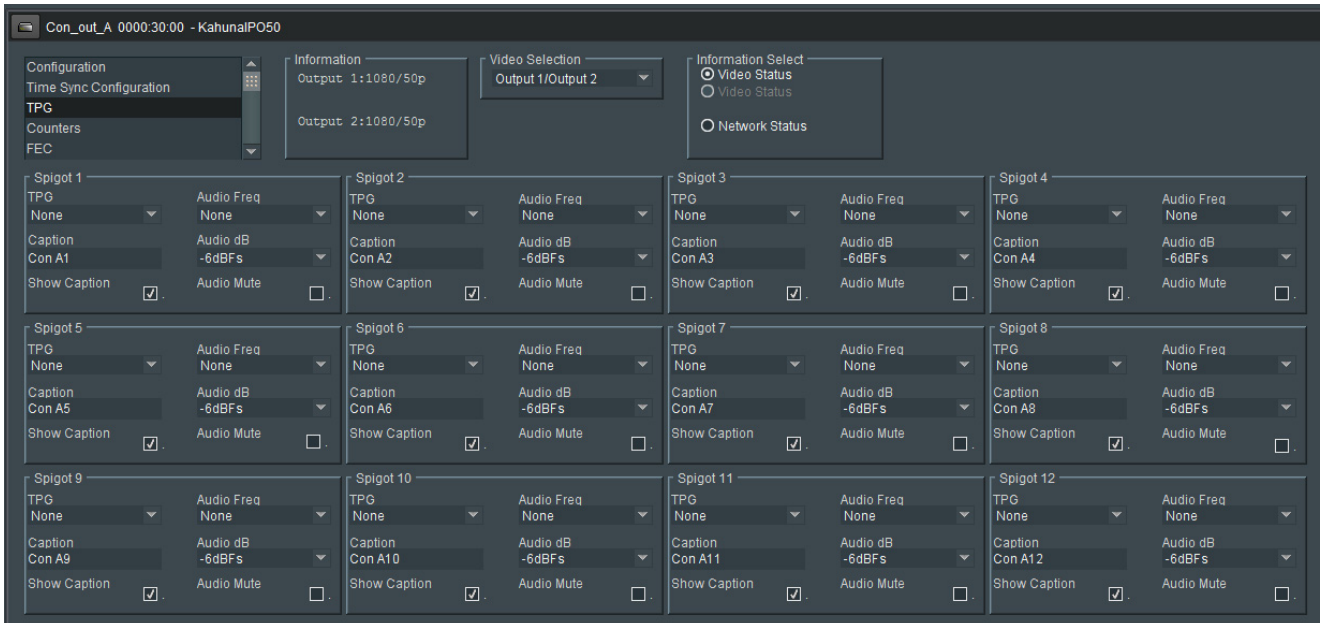 Con_out_A 0000:30:00 - KahunaIPO50
Configuration
Time Sync Configuration
TPG
Counters
FEC
Information
Output 1:1080/50p
Output 2:1080/50p
Video Selection
Output 1/Output 2
Information Select
Video Status
Video Status
Network Status
Spigot 1
TPG Audio Freq
None None
Caption Audio dB
Con A1 -6dBFs
Show Caption Audio Mute
Spigot 2
TPG Audio Freq
None None
Caption Audio dB
Con A2 -6dBFs
Show Caption Audio Mute
Spigot 3
TPG Audio Freq
None None
Caption Audio dB
Con A3 -6dBFs
Show Caption Audio Mute
Spigot 4
TPG Audio Freq
None None
Caption Audio dB
Con A4 -6dBFs
Show Caption Audio Mute
Spigot 5
TPG Audio Freq
None None
Caption Audio dB
Con A5 -6dBFs
Show Caption Audio Mute
Spigot 6
TPG Audio Freq
None None
Caption Audio dB
Con A6 -6dBFs
Show Caption Audio Mute
Spigot 7
TPG Audio Freq
None None
Caption Audio dB
Con A7 -6dBFs
Show Caption Audio Mute
Spigot 8
TPG Audio Freq
None None
Caption Audio dB
Con A8 -6dBFs
Show Caption Audio Mute
Spigot 9
TPG Audio Freq
None None
Caption Audio dB
Con A9 -6dBFs
Show Caption Audio Mute
Spigot 10
TPG Audio Freq
None None
Caption Audio dB
Con A10 -6dBFs
Show Caption Audio Mute
Spigot 11
TPG Audio Freq
None None
Caption Audio dB
Con A11 -6dBFs
Show Caption Audio Mute
Spigot 12
TPG Audio Freq
None None
Caption Audio dB
Con A12 -6dBFs
Show Caption Audio Mute